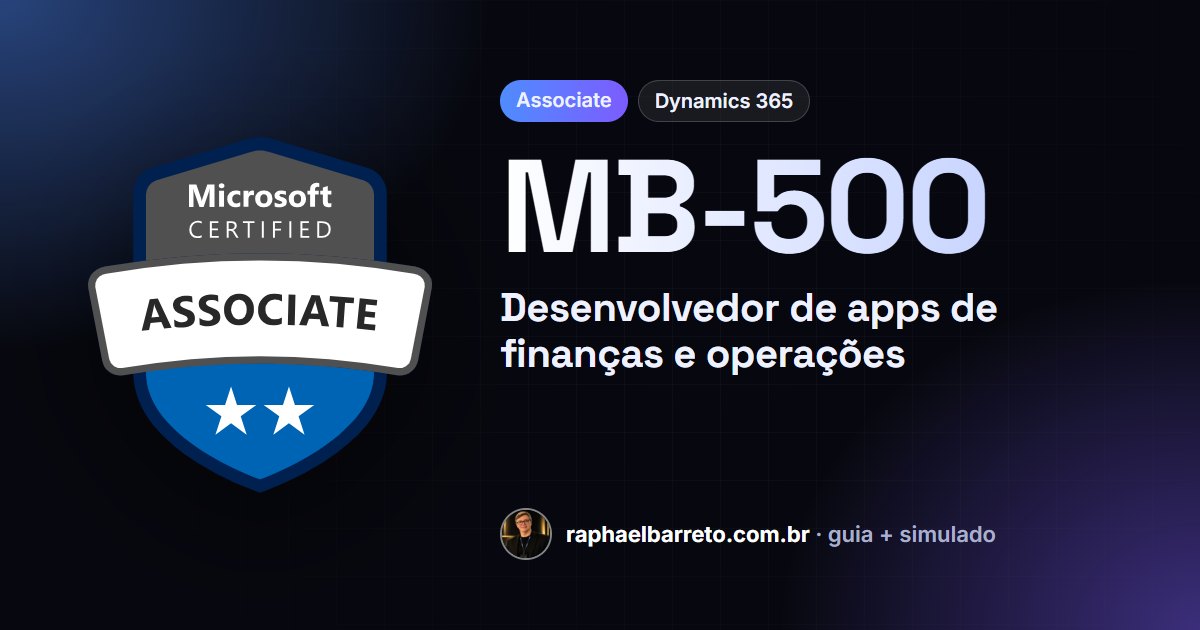 Microsoft
CERTIFIED
ASSOCIATE
Associate
Dynamics 365
MB-500
Desenvolvedor de apps de
finanças e operações
raphaelbarreto.com.br · guia + simulado